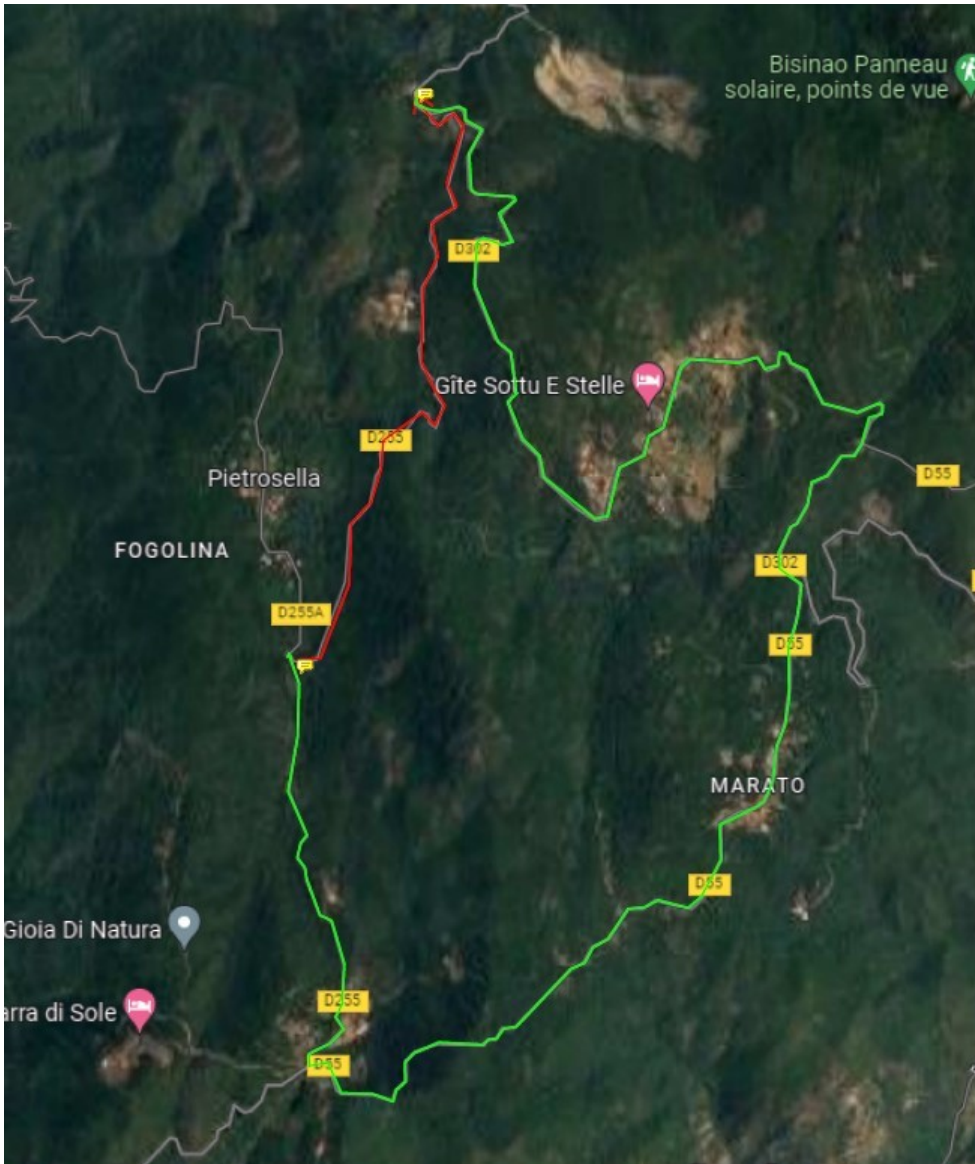 Bisinao Panneau
solaire, points de vue
D302
Gîte Sottu E Stelle
D255
D55
Pietrosella
FOGOLINA
D302
D255A
D55
MARATO
D55
Gioia Di Natura
D255
arra di Sole
D55